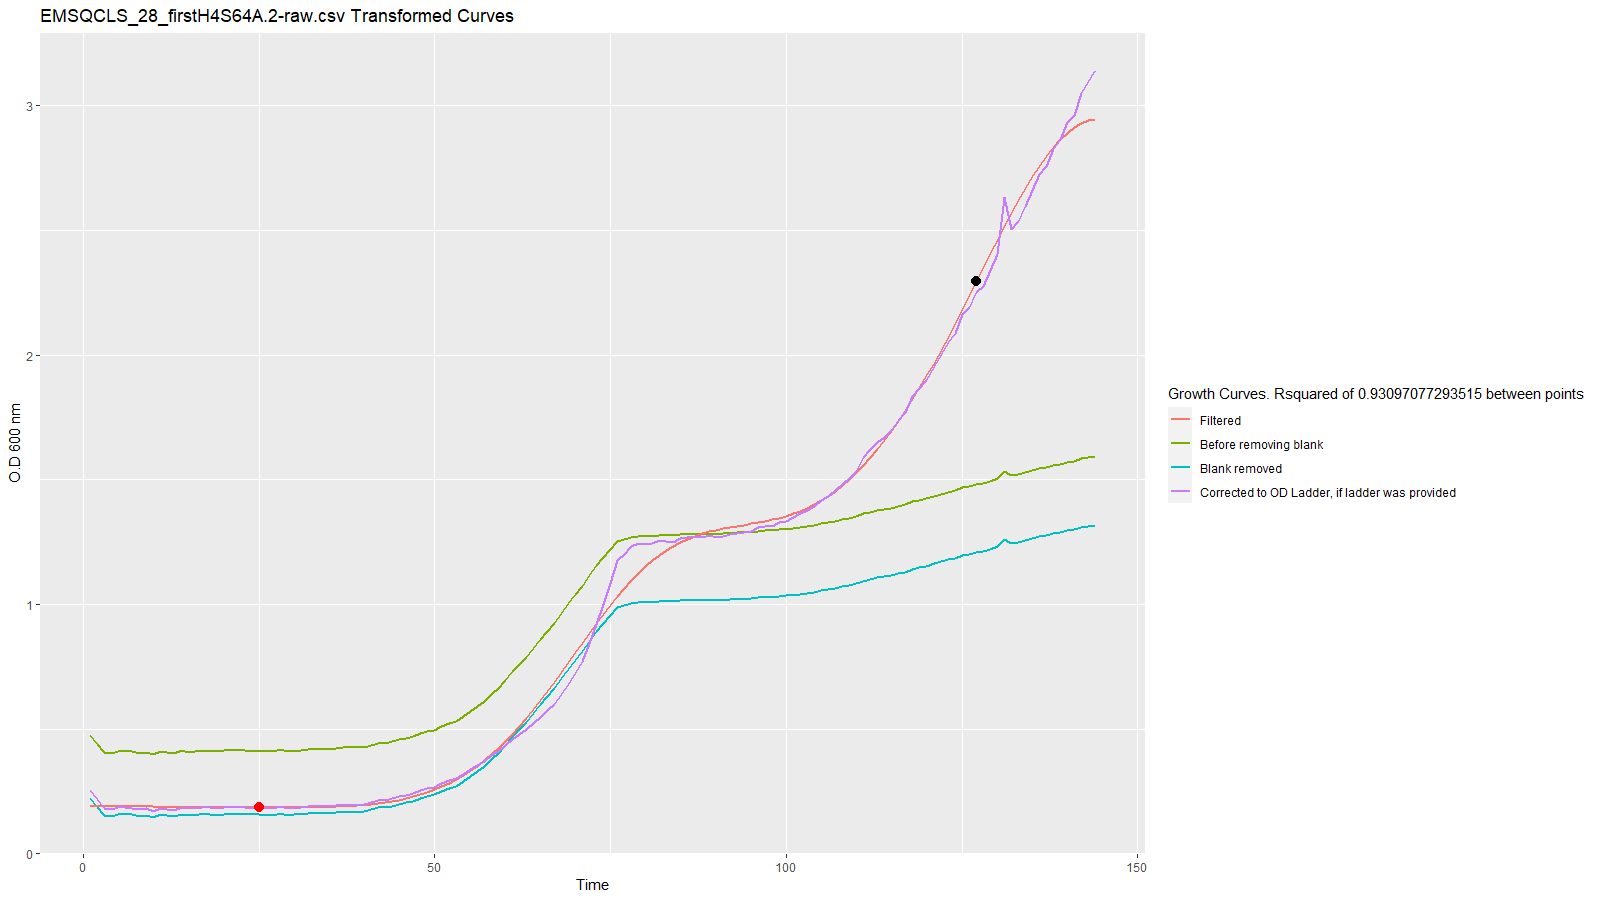 EMSQCLS_28_firstH4S64A.2-raw.csv Transformed Curves
3
2
1
0
O.D 600 nm
0
50
100
150
Time
Growth Curves. Rsquared of 0.93097077293515 between points
Filtered
Before removing blank
Blank removed
Corrected to OD Ladder, if ladder was provided